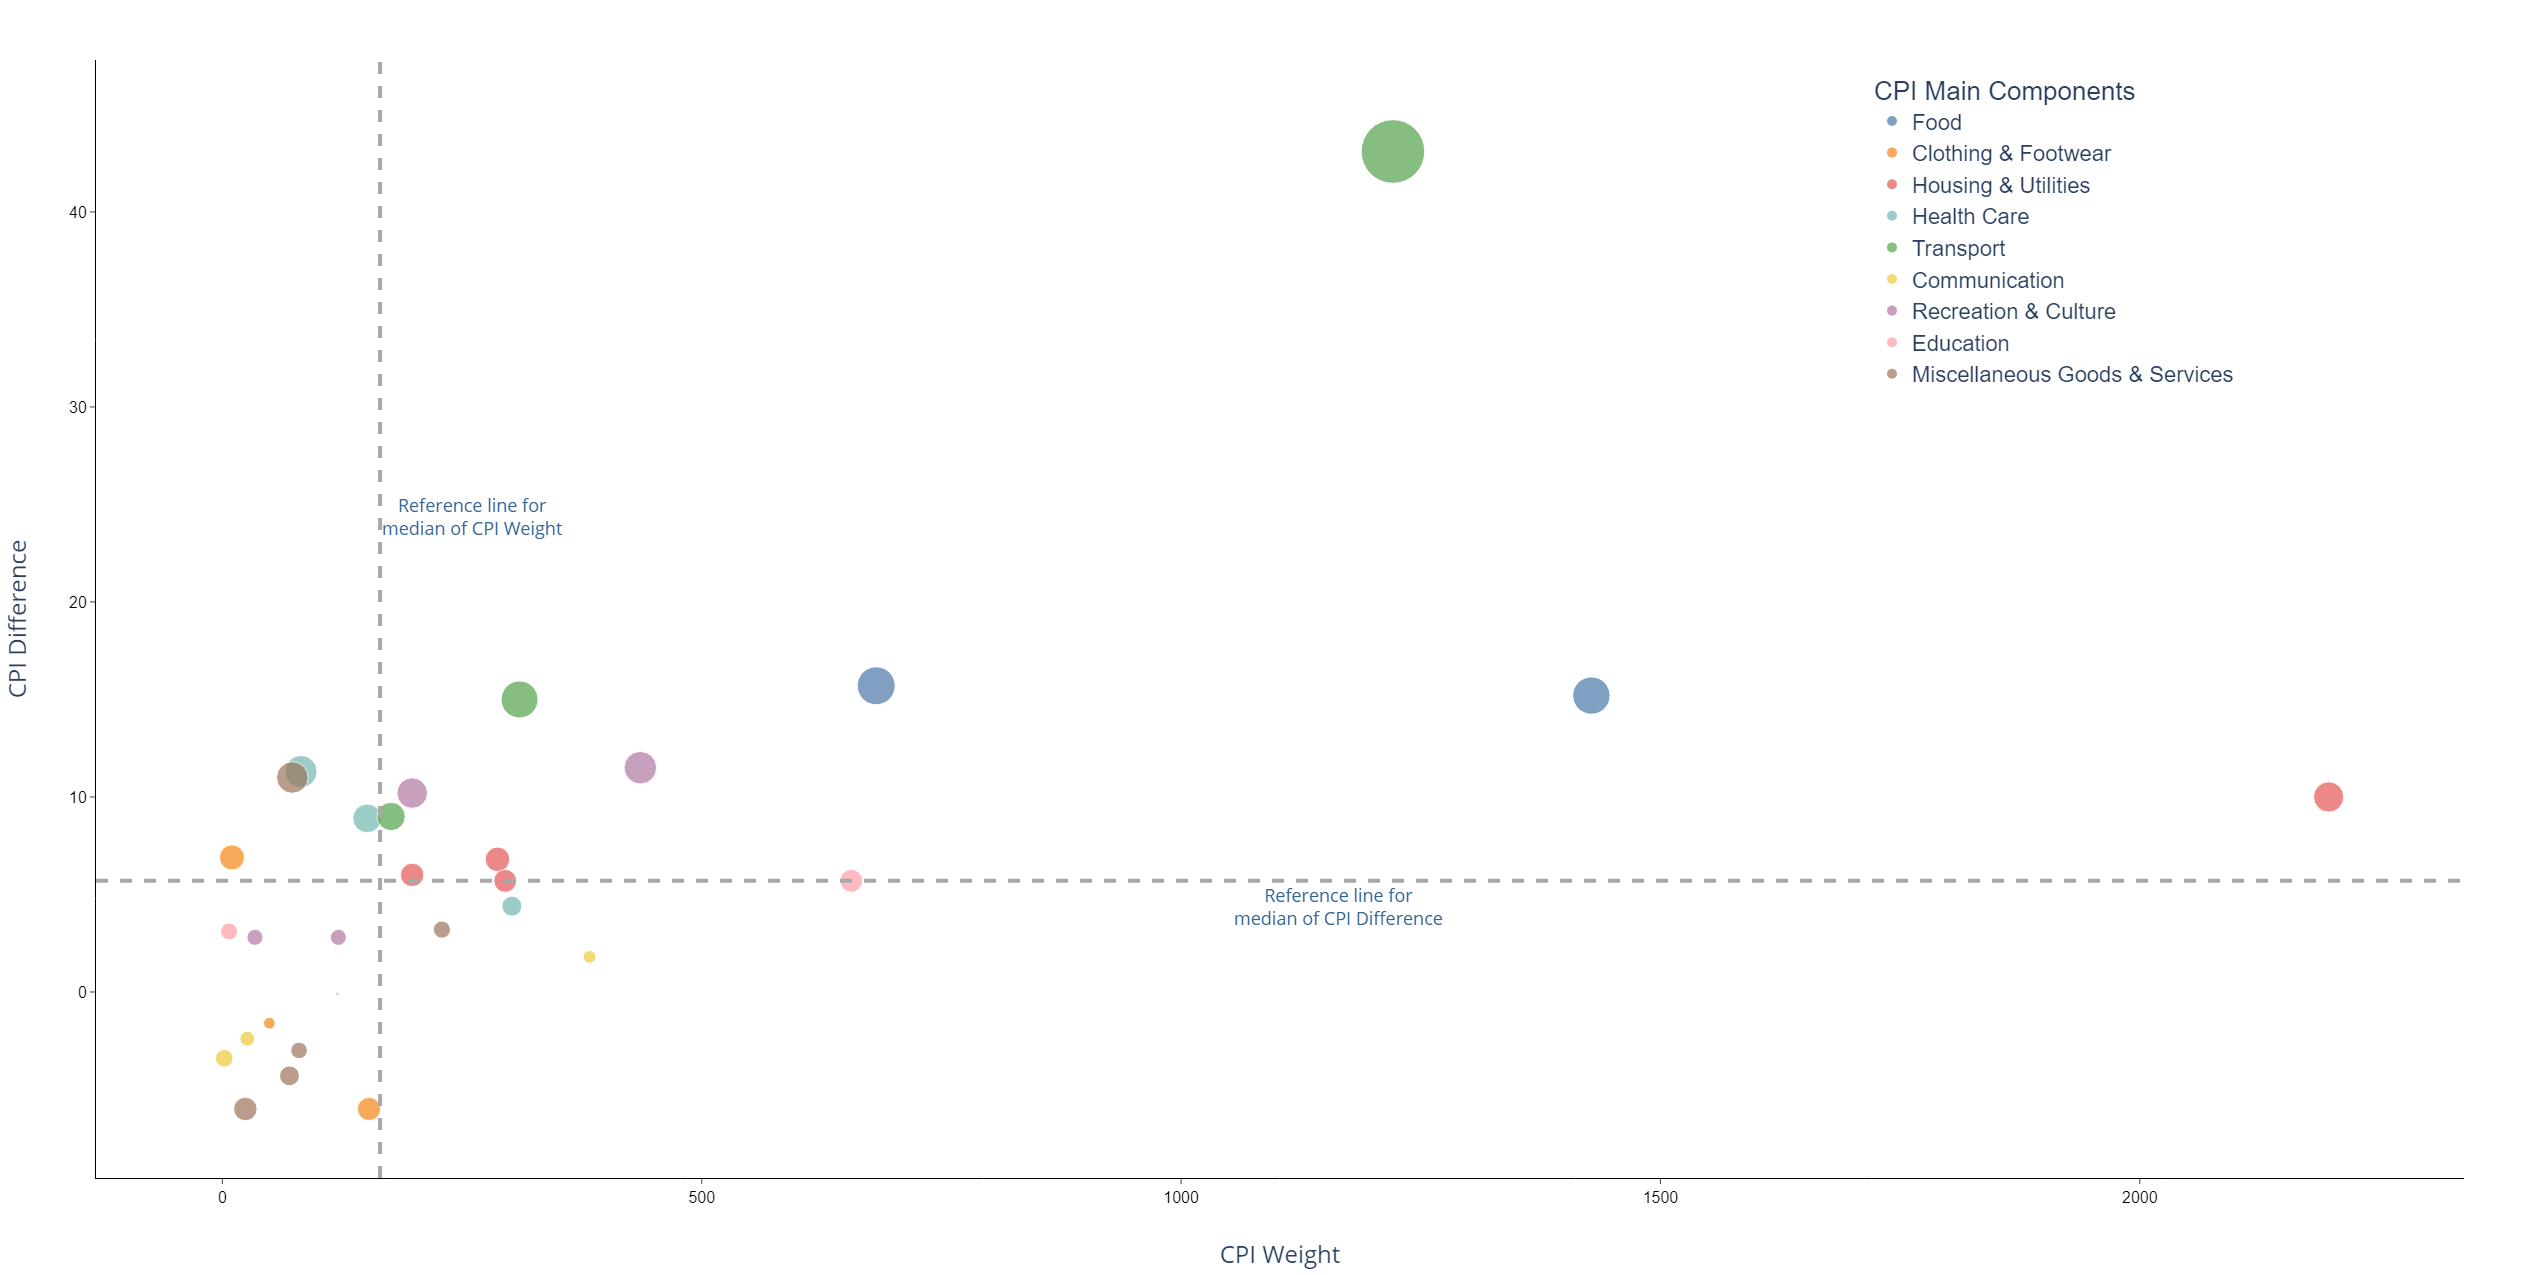 CPI Main Components
Food
Clothing & Footwear
Housing & Utilities
Health Care
Transport
Communication
Recreation & Culture
Education
Miscellaneous Goods & Services
40
30
20
10
0
CPI Difference
Reference line for
median of CPI Weight
Reference line for
median of CPI Difference
0
500
1000
1500
2000
CPI Weight